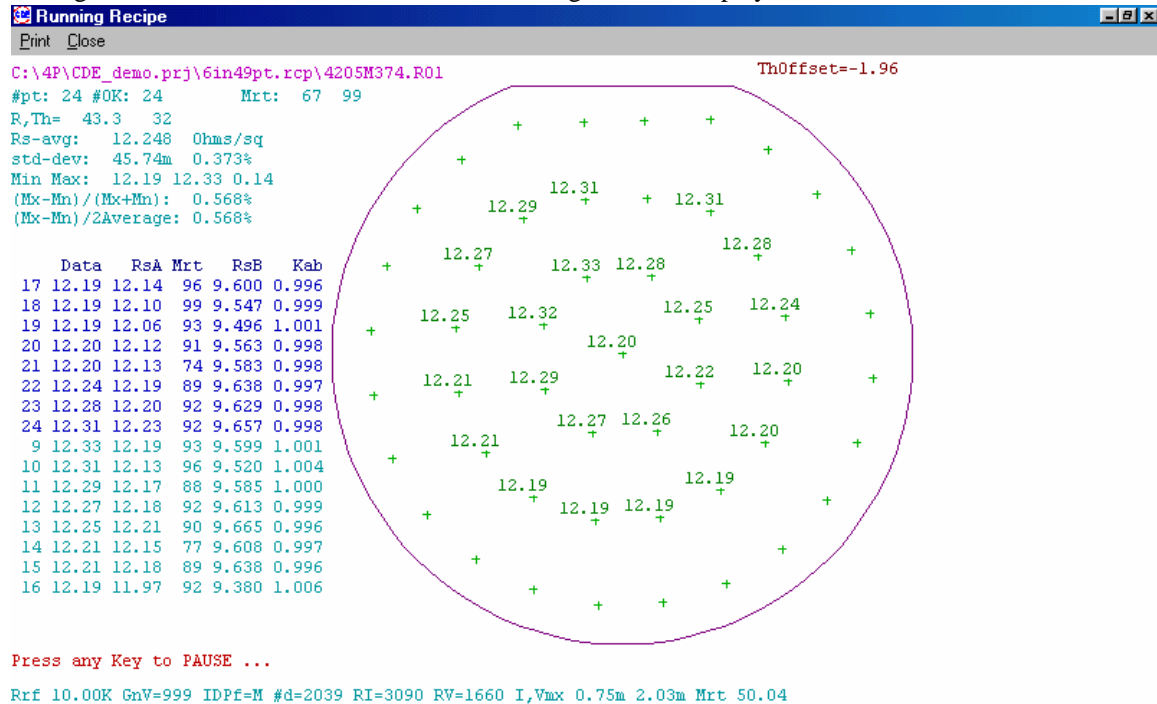 Running Recipe
Print Close
C:\4P\CDE_demo.prj\6in49pt.rcp\4205M374.R01
ThOffset=-1.96
#pt: 24 #OK: 24 Mrt: 67 99
R,Th= 43.3 32
Rs-avg: 12.248 Ohms/sq
std-dev: 45.74m 0.373%
Min Max: 12.19 12.33 0.14
(Mx-Mn)/(Mx+Mn): 0.568%
(Mx-Mn)/2Average: 0.568%
Data RsA Mrt RsB Kab
17 12.19 12.14 96 9.600 0.996
18 12.19 12.10 99 9.547 0.999
19 12.19 12.06 93 9.496 1.001
20 12.20 12.12 91 9.563 0.998
21 12.20 12.13 74 9.583 0.998
22 12.24 12.19 89 9.638 0.997
23 12.28 12.20 92 9.629 0.998
24 12.31 12.23 92 9.657 0.998
9 12.33 12.19 93 9.599 1.001
10 12.31 12.13 96 9.520 1.004
11 12.29 12.17 88 9.585 1.000
12 12.27 12.18 92 9.613 0.999
13 12.25 12.21 90 9.665 0.996
14 12.21 12.15 77 9.608 0.997
15 12.21 12.18 89 9.638 0.996
16 12.19 11.97 92 9.380 1.006
12.31
12.29 12.31
12.27 12.28
12.33 12.28
12.25 12.32 12.25 12.24
12.20
12.21 12.29 12.22 12.20
12.27 12.26
12.21 12.20
12.19 12.19
12.19 12.19
Press any Key to PAUSE ...
Rrf 10.00K GnV=999 IDPf=M #d=2039 RI=3090 RV=1660 I,Vmx 0.75m 2.03m Mrt 50.04